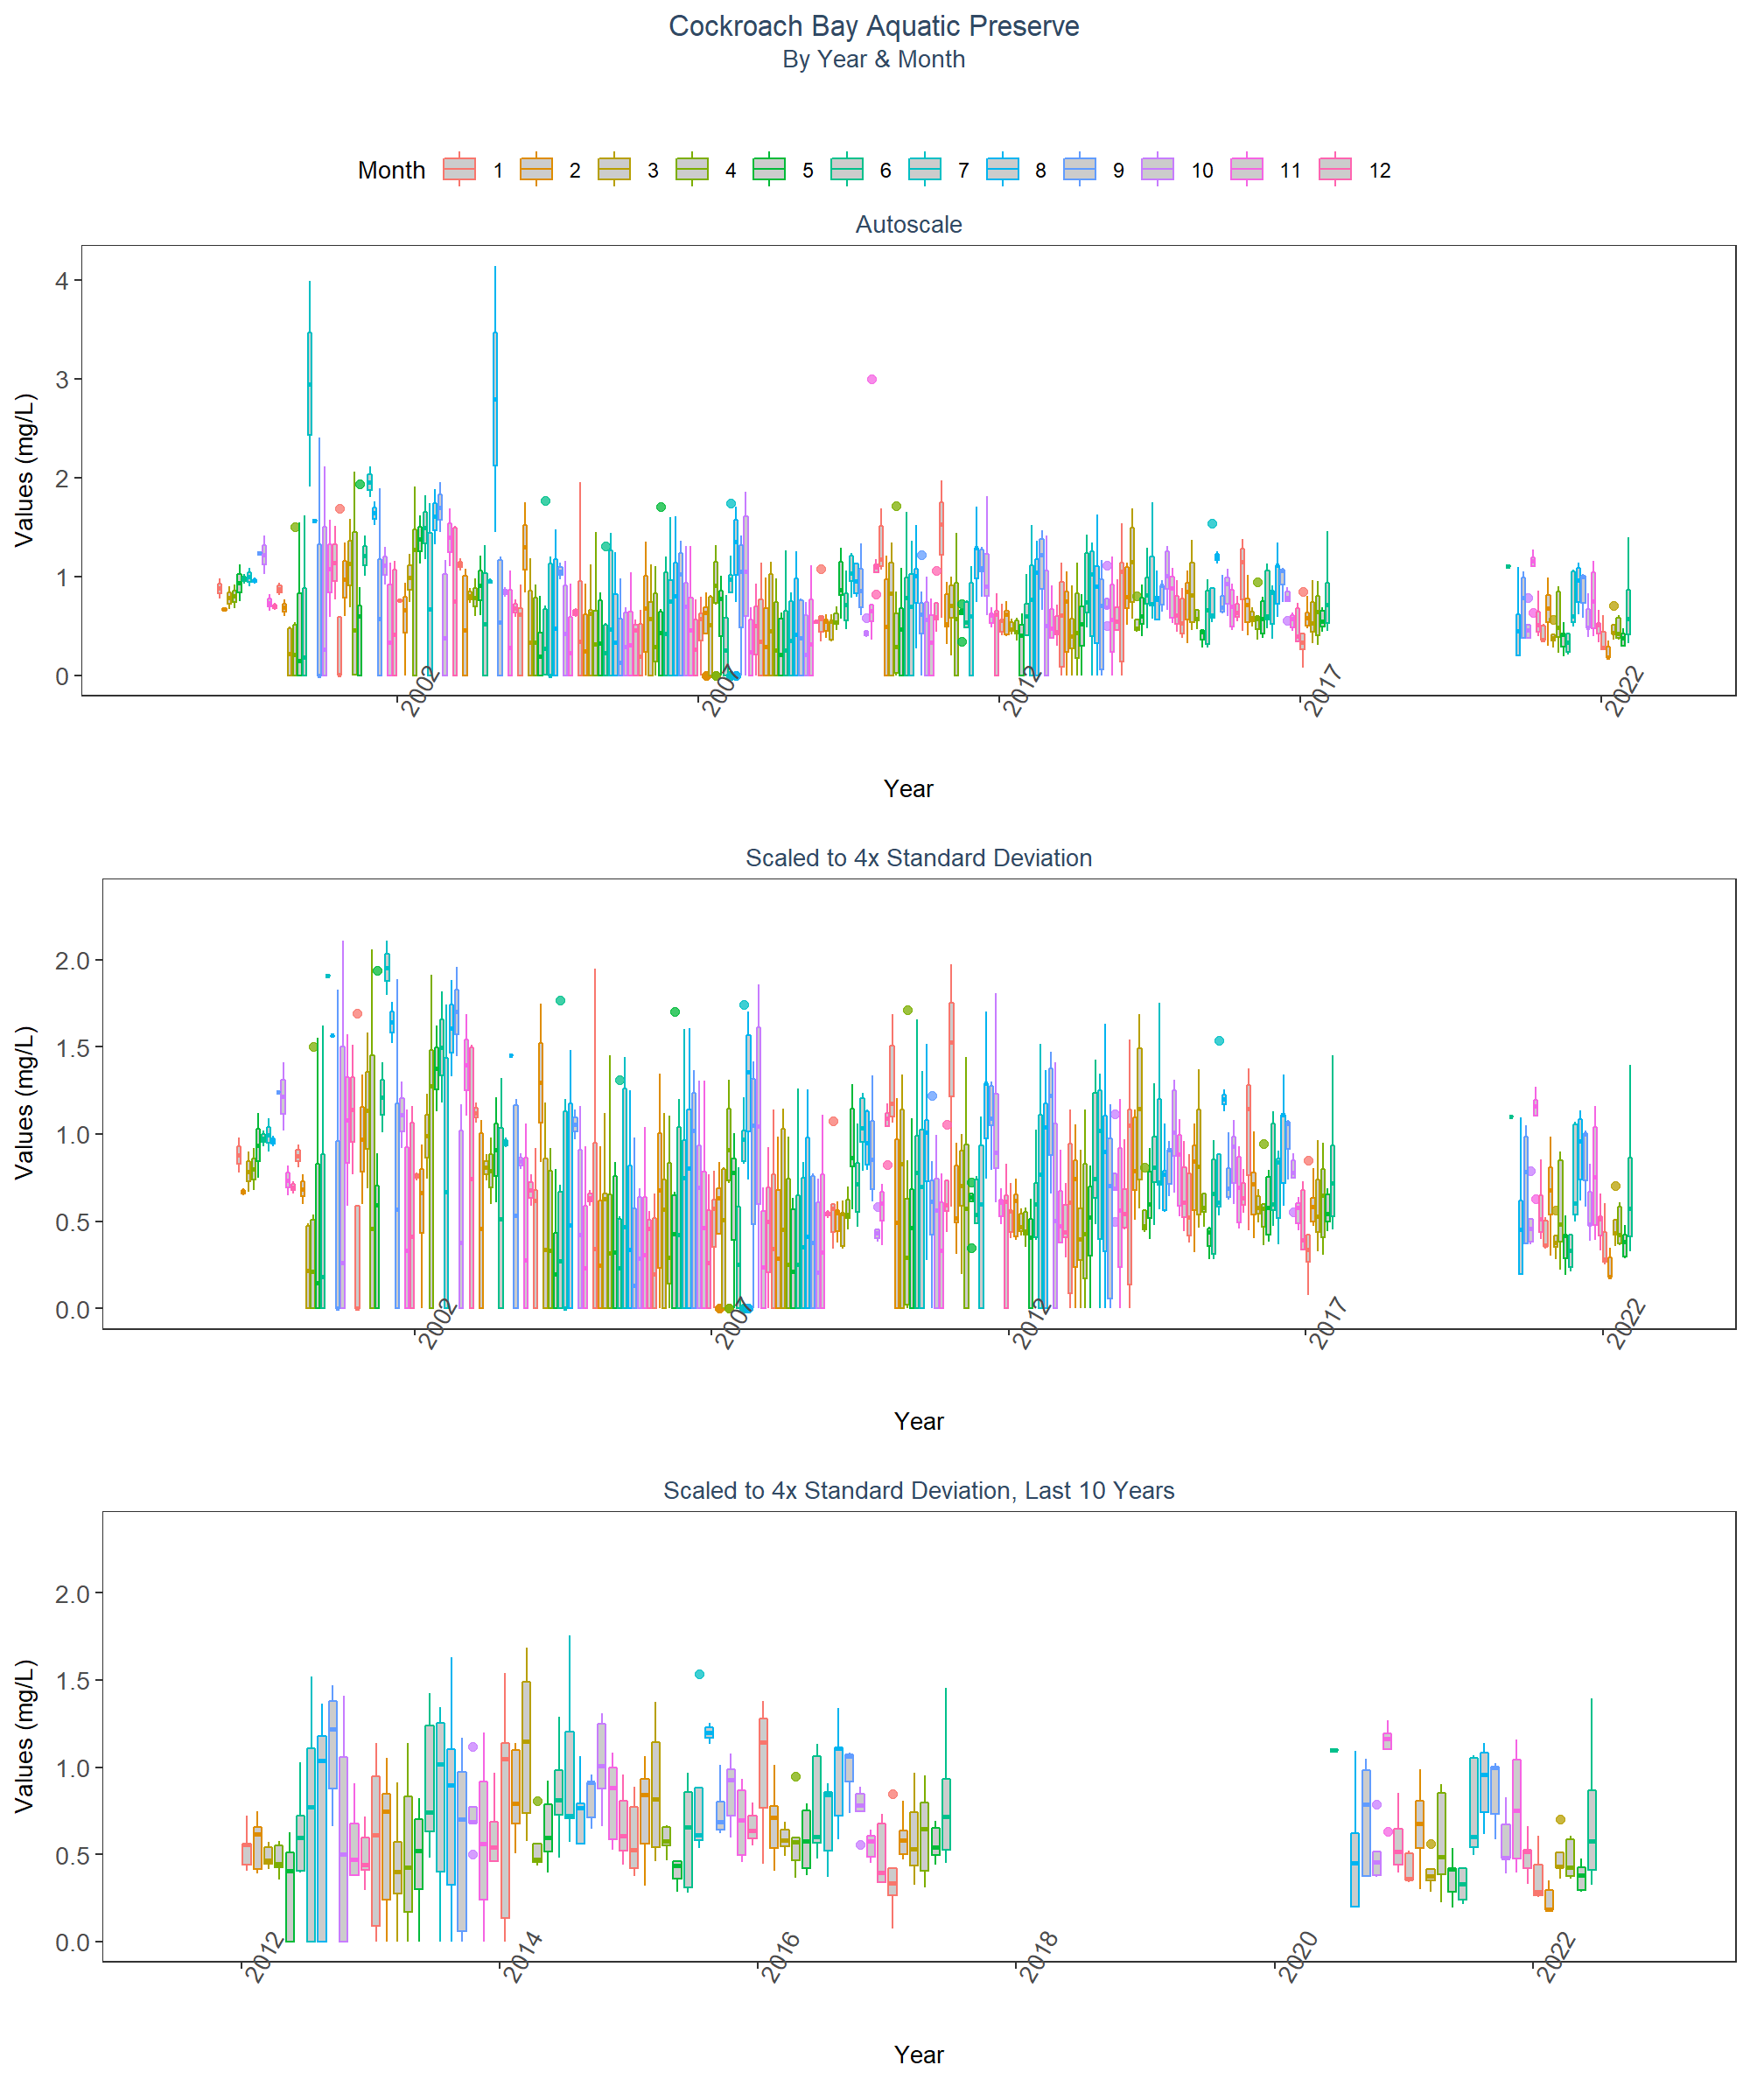 Cockroach Bay Aquatic Preserve
By Year & Month
Month 1 2 3 4 5 6 7 8 9 10 11 12
Autoscale
Values (mg/L)
4
3
2
1
0
2002 2007 2012 2017 2022
Year
Scaled to 4x Standard Deviation
Values (mg/L)
2.0
1.5
1.0
0.5
0.0
2002 2007 2012 2017 2022
Year
Scaled to 4x Standard Deviation, Last 10 Years
Values (mg/L)
2.0
1.5
1.0
0.5
0.0
2012 2014 2016 2018 2020 2022
Year